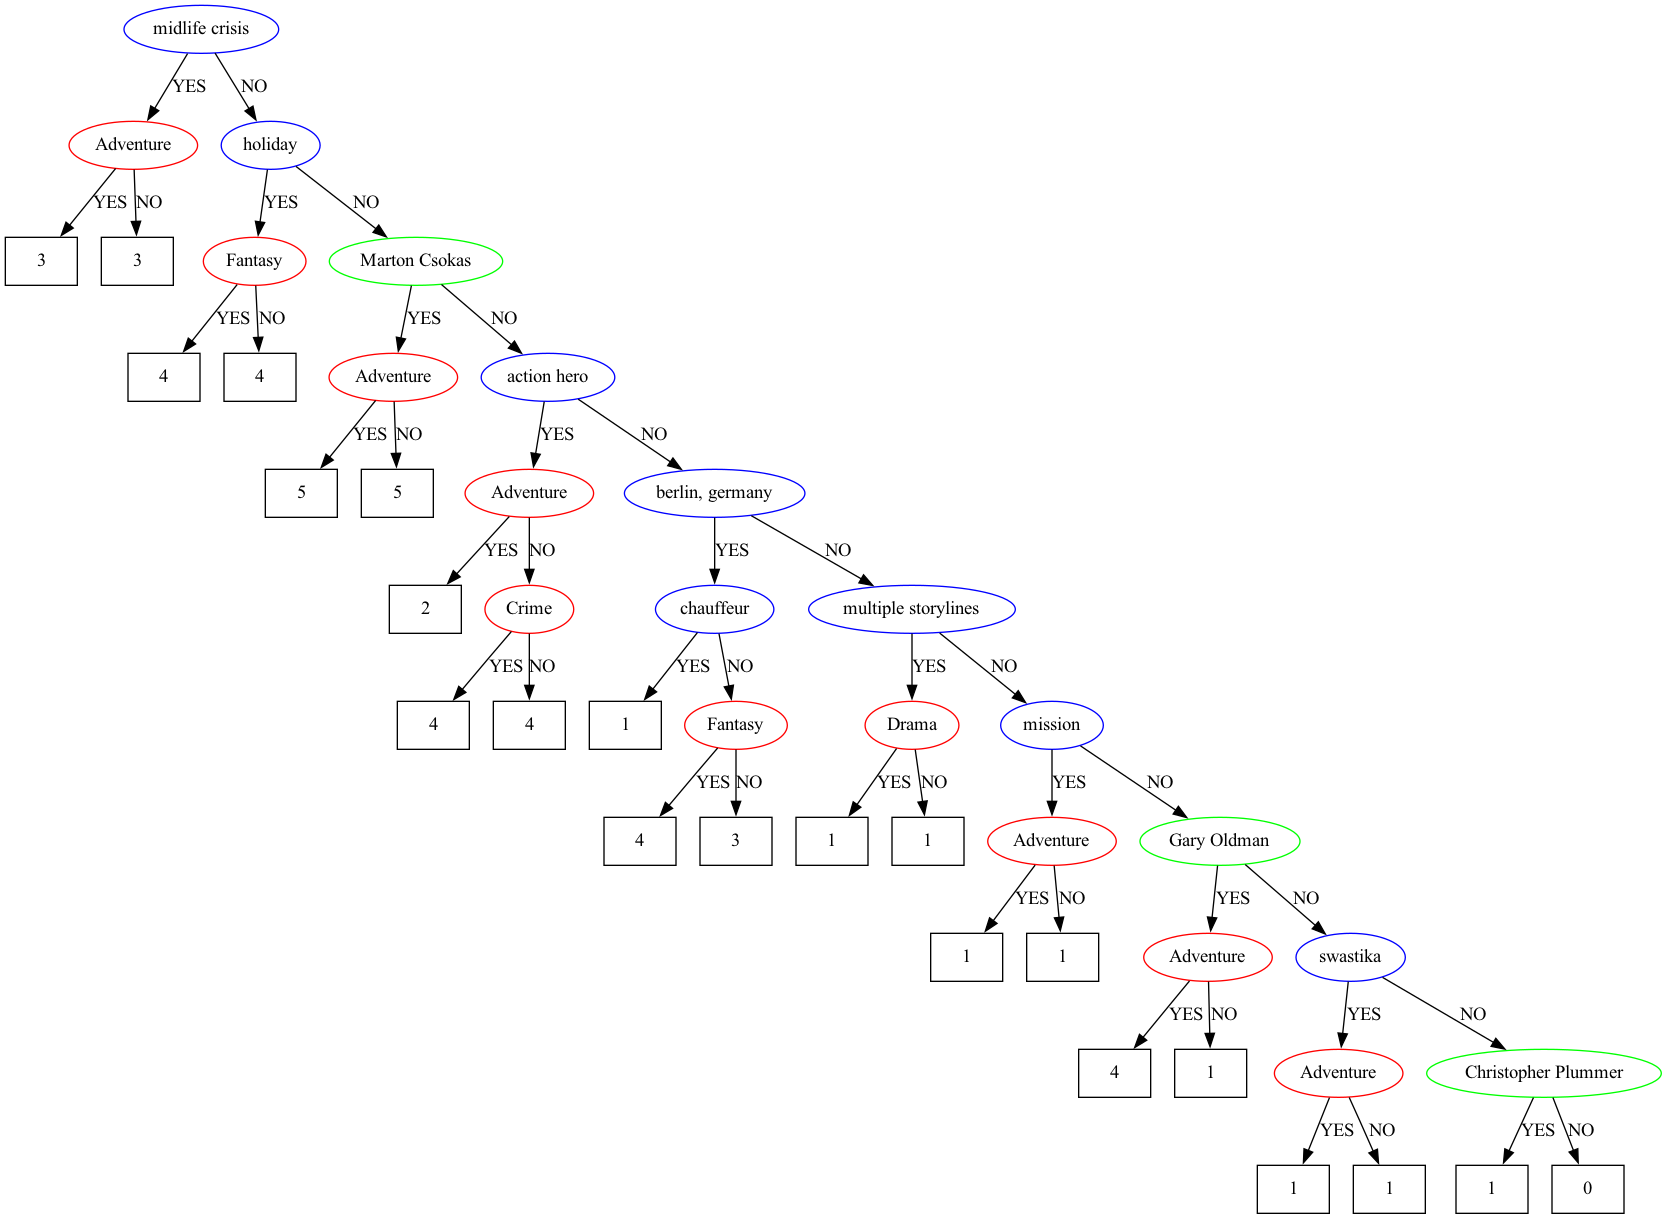 midlife crisis
YES
NO
Adventure
holiday
YES
NO
YES
NO
3
3
Fantasy
Marton Csokas
YES
NO
YES
NO
4
4
Adventure
action hero
YES
NO
YES
NO
5
5
Adventure
berlin, germany
YES
NO
YES
NO
2
Crime
chauffeur
multiple storylines
YES
NO
YES
NO
YES
NO
4
4
1
Fantasy
Drama
mission
YES
NO
YES
NO
YES
NO
4
3
1
1
Adventure
Gary Oldman
YES
NO
YES
NO
1
1
Adventure
swastika
YES
NO
YES
NO
4
1
Adventure
Christopher Plummer
YES
NO
YES
NO
1
1
1
0